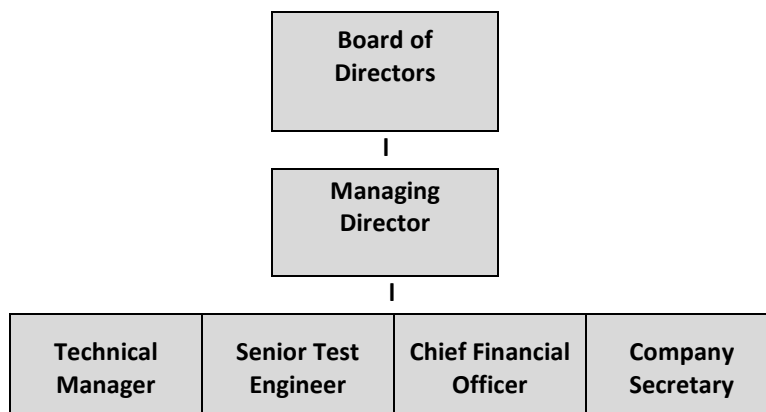 Board of
Directors
Managing
Director
Technical
Manager
Senior Test
Engineer
Chief Financial
Officer
Company
Secretary